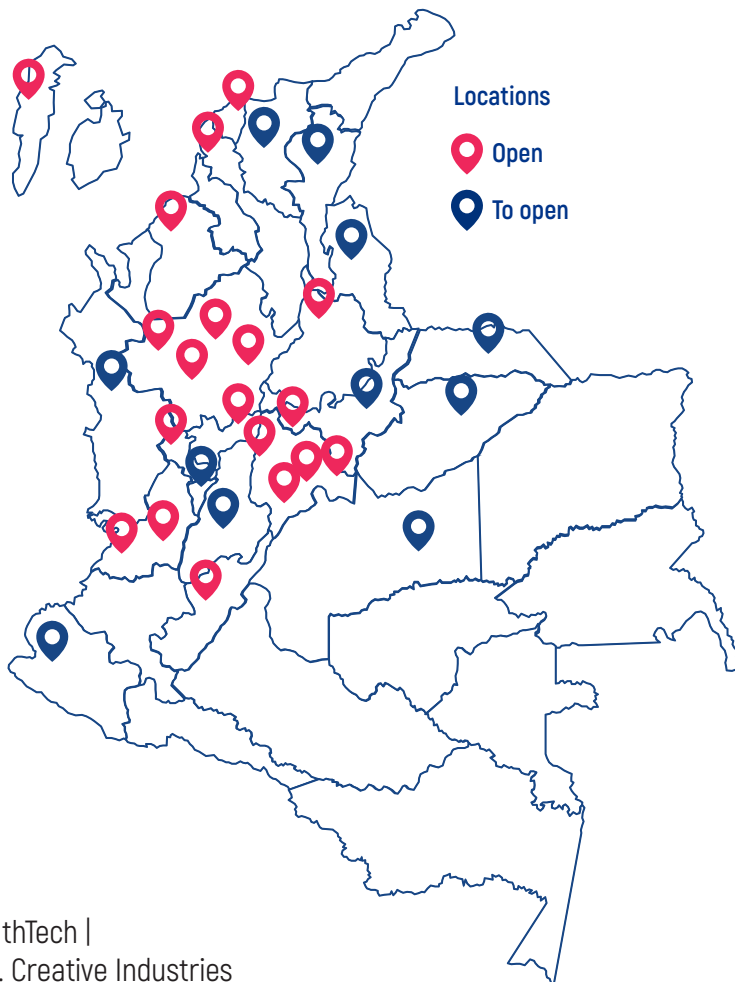 Locations
Open
To open
thTech |
. Creative Industries